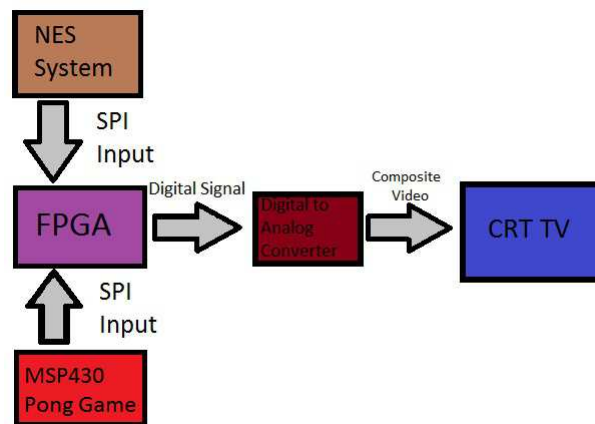 NES
System
SPI
Input
FPGA
Digital Signal
Digital to
Analog
Converter
Composite
Video
CRT TV
SPI
Input
MSP430
Pong Game